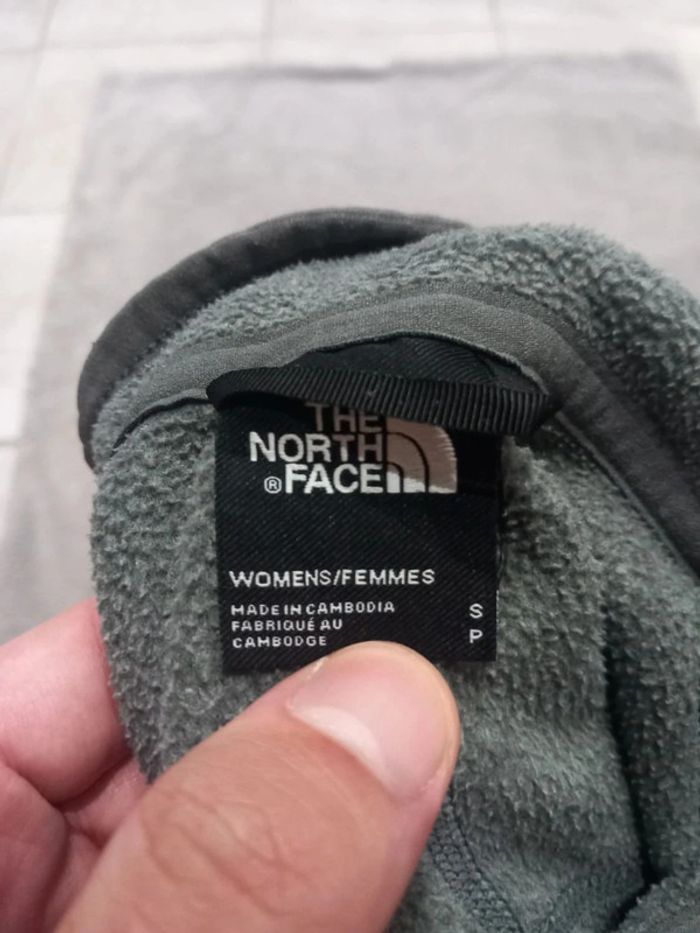 THE
NORTH
® FACE
WOMENS/FEMMES
MADE IN CAMBODIA
FABRIQUÉ AU
CAMBODGE
S
P